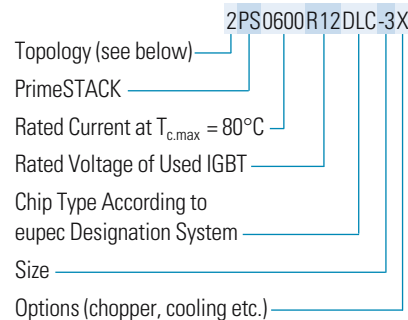 2PS0600R12DLC-3X
Topology (see below)
PrimeSTACK
Rated Current at Tc.max = 80°C
Rated Voltage of Used IGBT
Chip Type According to
eupec Designation System
Size
Options (chopper, cooling etc.)